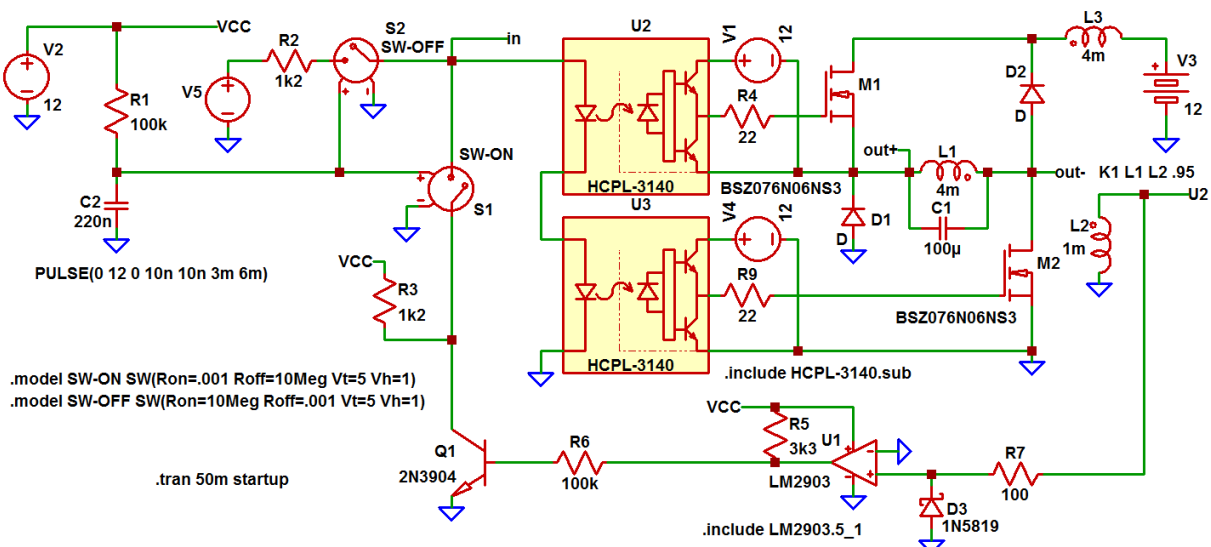 V2
12
VCC
R1
100k
C2
220n
PULSE(0 12 0 10n 10n 3m 6m)
V5
R2
1k2
S2
SW-OFF
+
-
in
SW-ON
+
-
S1
VCC
R3
1k2
U2
HCPL-3140
V1
12
R4
22
M1
BSZ076N06NS3
U3
HCPL-3140
V4
12
R9
22
D1
D
out+
L1
4m
C1
100µ
D2
D
L3
4m
V3
12
out-
K1 L1 L2 .95
U2
L2
1m
M2
BSZ076N06NS3
.include HCPL-3140.sub
.model SW-ON SW(Ron=.001 Roff=10Meg Vt=5 Vh=1)
.model SW-OFF SW(Ron=10Meg Roff=.001 Vt=5 Vh=1)
.tran 50m startup
Q1
2N3904
R6
100k
VCC
R5
3k3
U1
LM2903
R7
100
D3
1N5819
.include LM2903.5_1